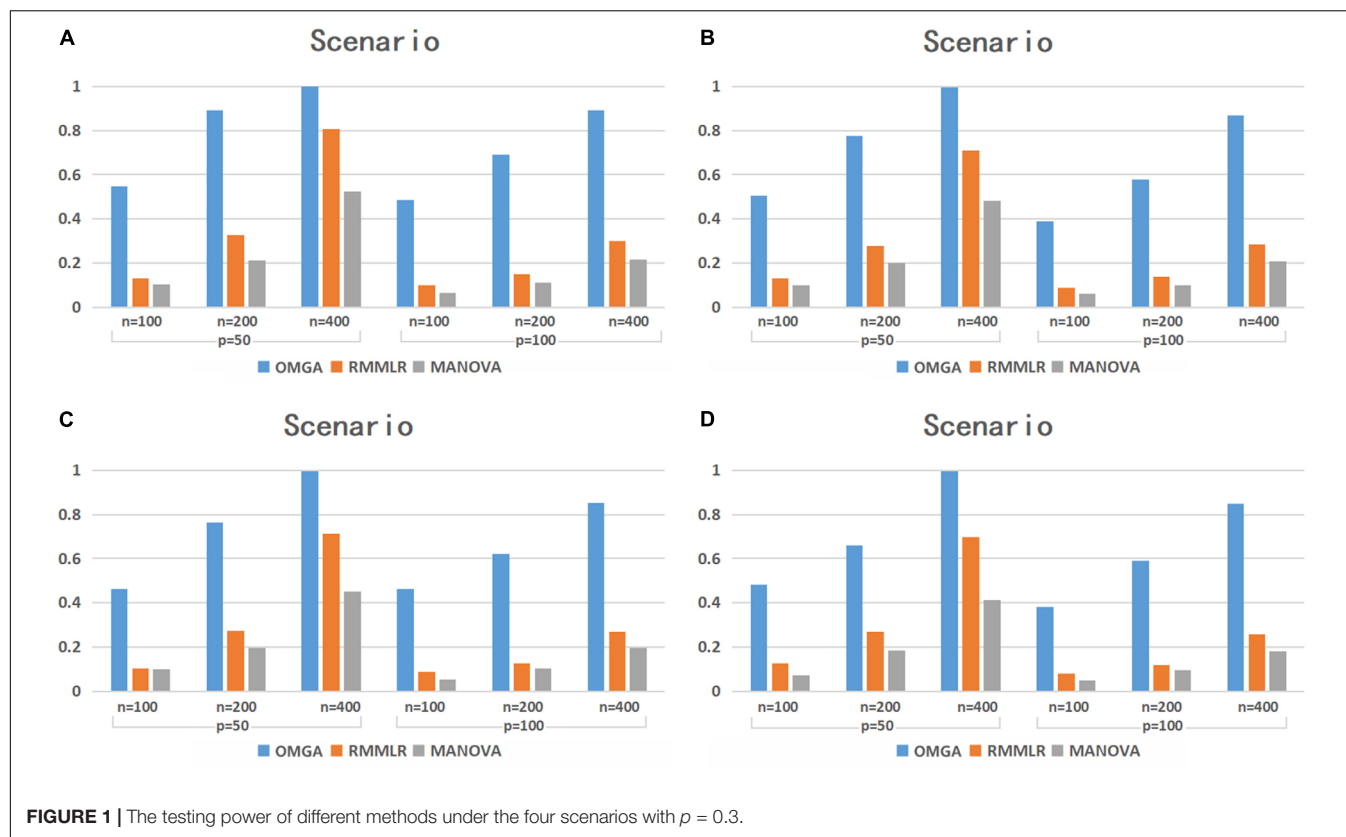 A
Scenario
1
0.8
0.6
0.4
0.2
0
n=100 n=200 n=400 n=100 n=200 n=400
p=50 p=100
OMGA RMMLR MANOVA
B
Scenario
1
0.8
0.6
0.4
0.2
0
n=100 n=200 n=400 n=100 n=200 n=400
p=50 p=100
OMGA RMMLR MANOVA
C
Scenario
1
0.8
0.6
0.4
0.2
0
n=100 n=200 n=400 n=100 n=200 n=400
p=50 p=100
OMGA RMMLR MANOVA
D
Scenario
1
0.8
0.6
0.4
0.2
0
n=100 n=200 n=400 n=100 n=200 n=400
p=50 p=100
OMGA RMMLR MANOVA
FIGURE 1 | The testing power of different methods under the four scenarios with p = 0.3.